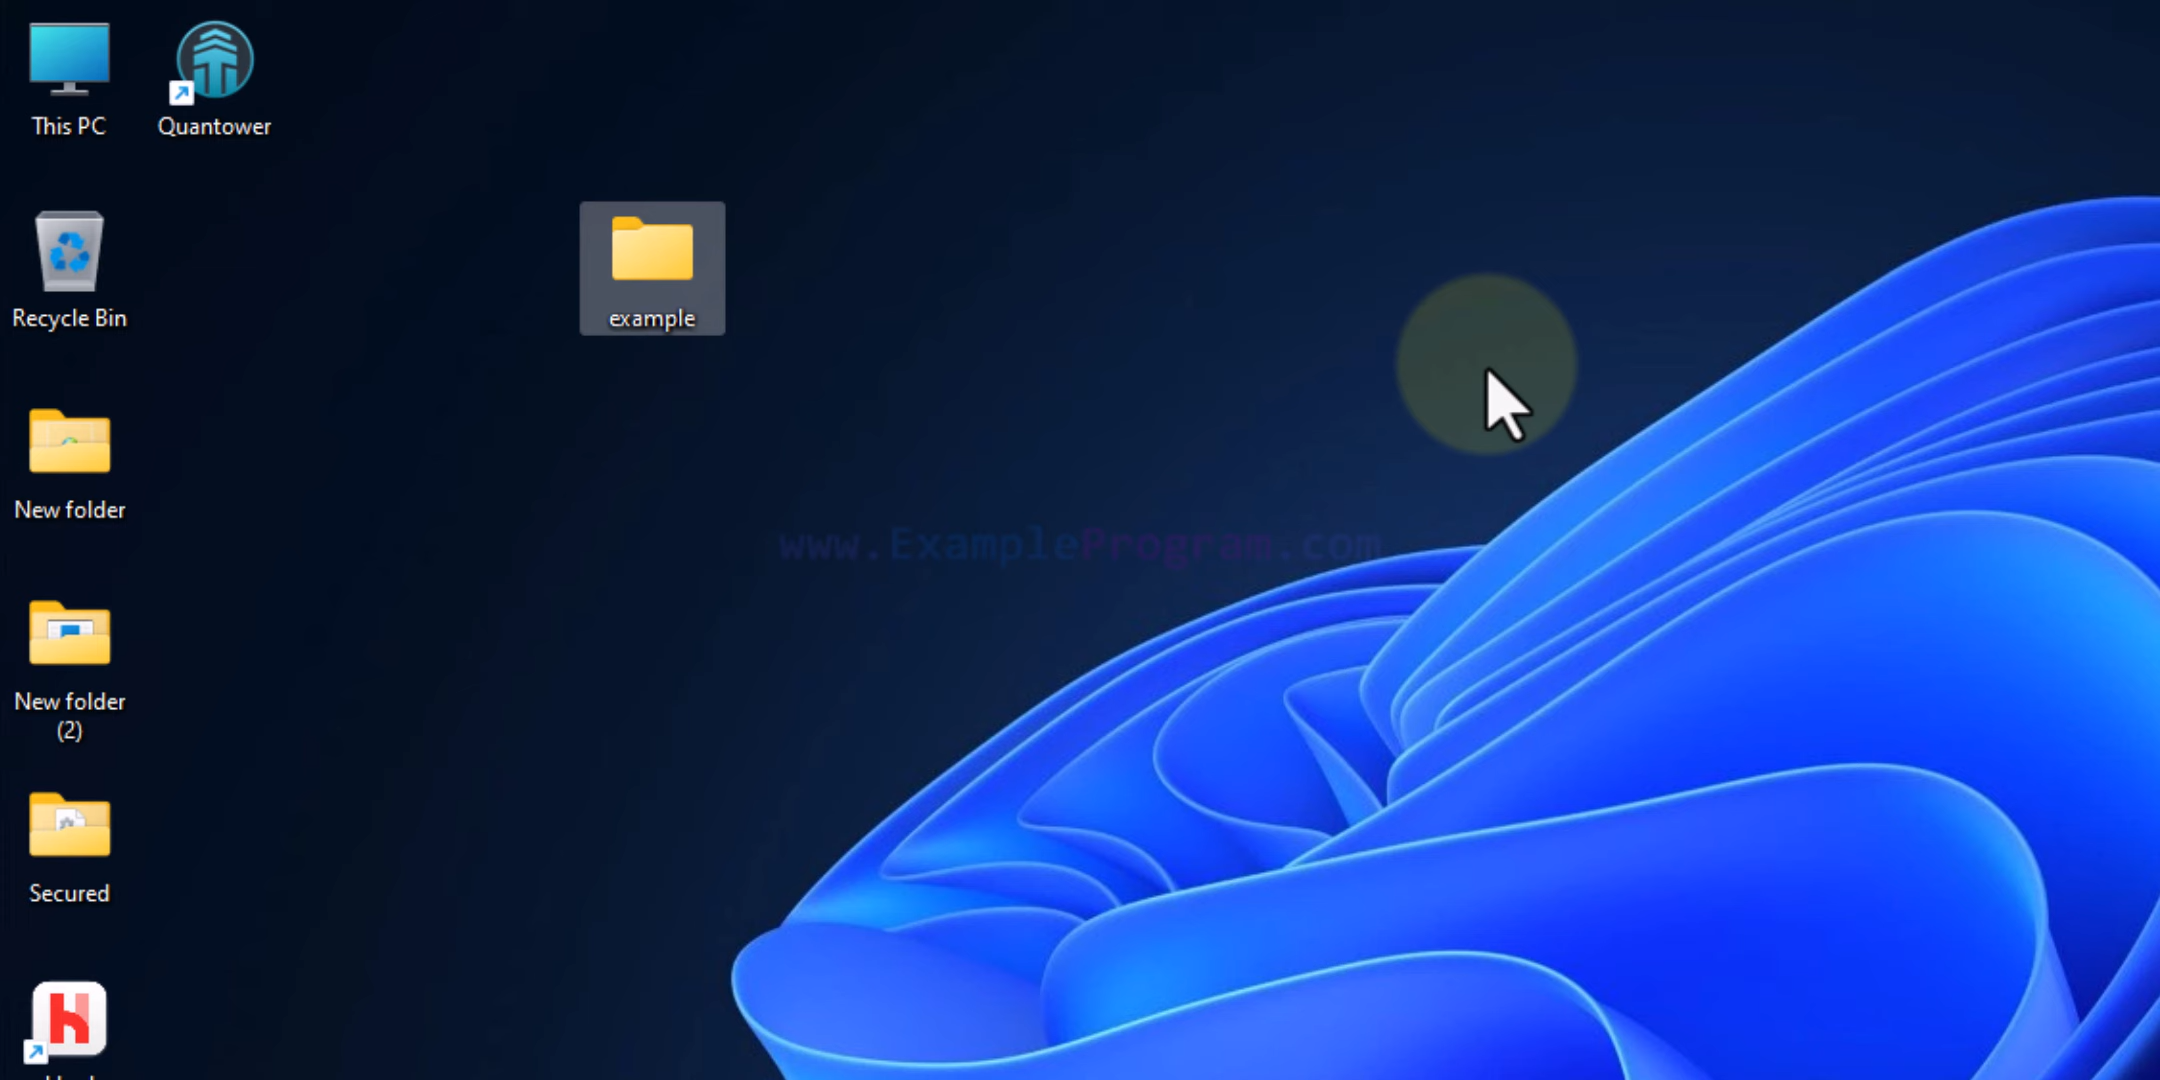 This PC
Quantower
Recycle Bin
example
New folder
www.ExampleProgram.com
New folder
(2)
Secured